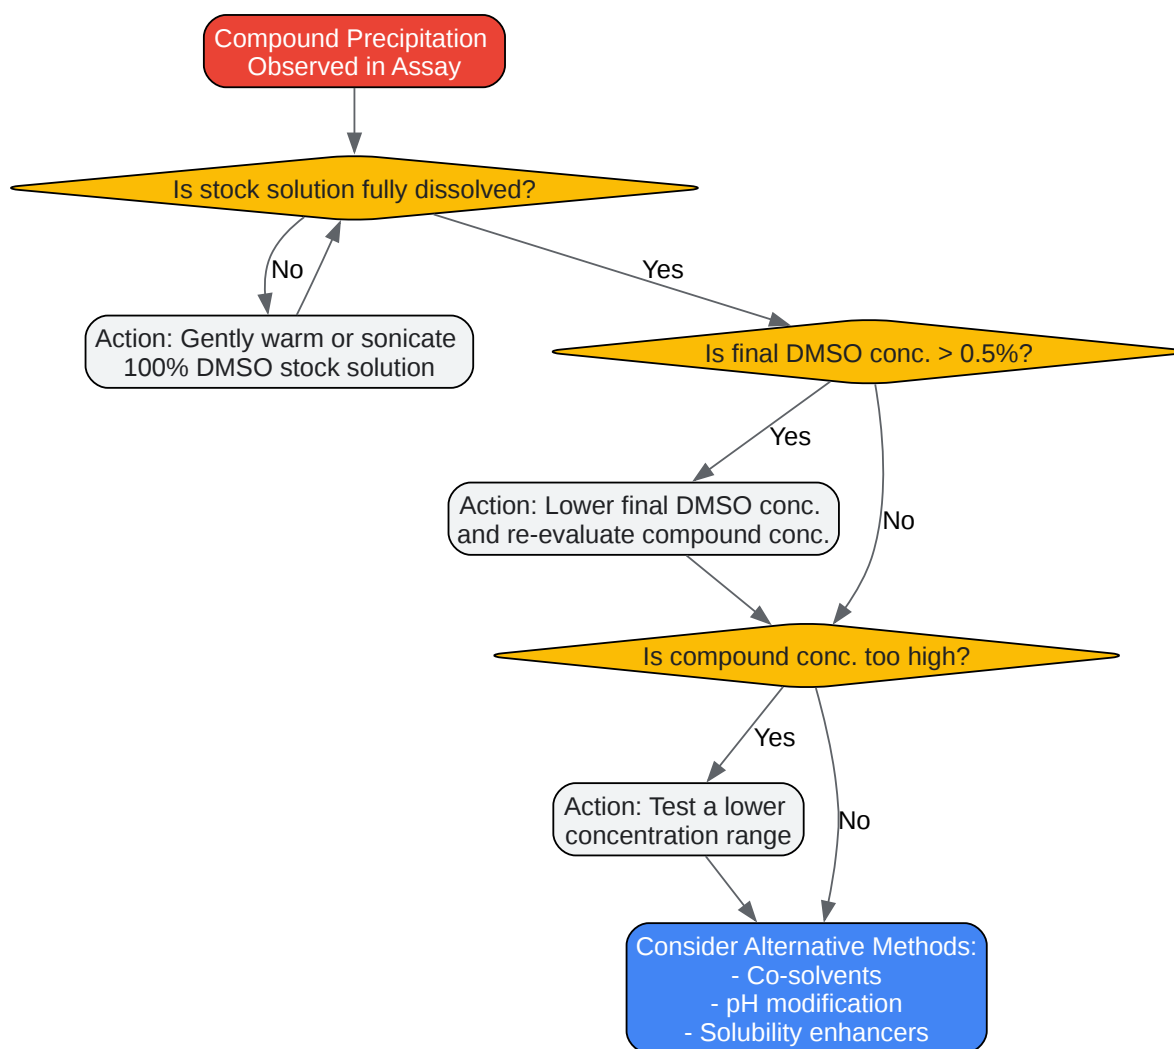 Compound Precipitation
Observed in Assay
Is stock solution fully dissolved?
No
Yes
Action: Gently warm or sonicate
100% DMSO stock solution
Is final DMSO conc. > 0.5%?
Yes
Action: Lower final DMSO conc.
and re-evaluate compound conc.
No
Is compound conc. too high?
Yes
Action: Test a lower
concentration range
No
Consider Alternative Methods:
- Co-solvents
- pH modification
- Solubility enhancers